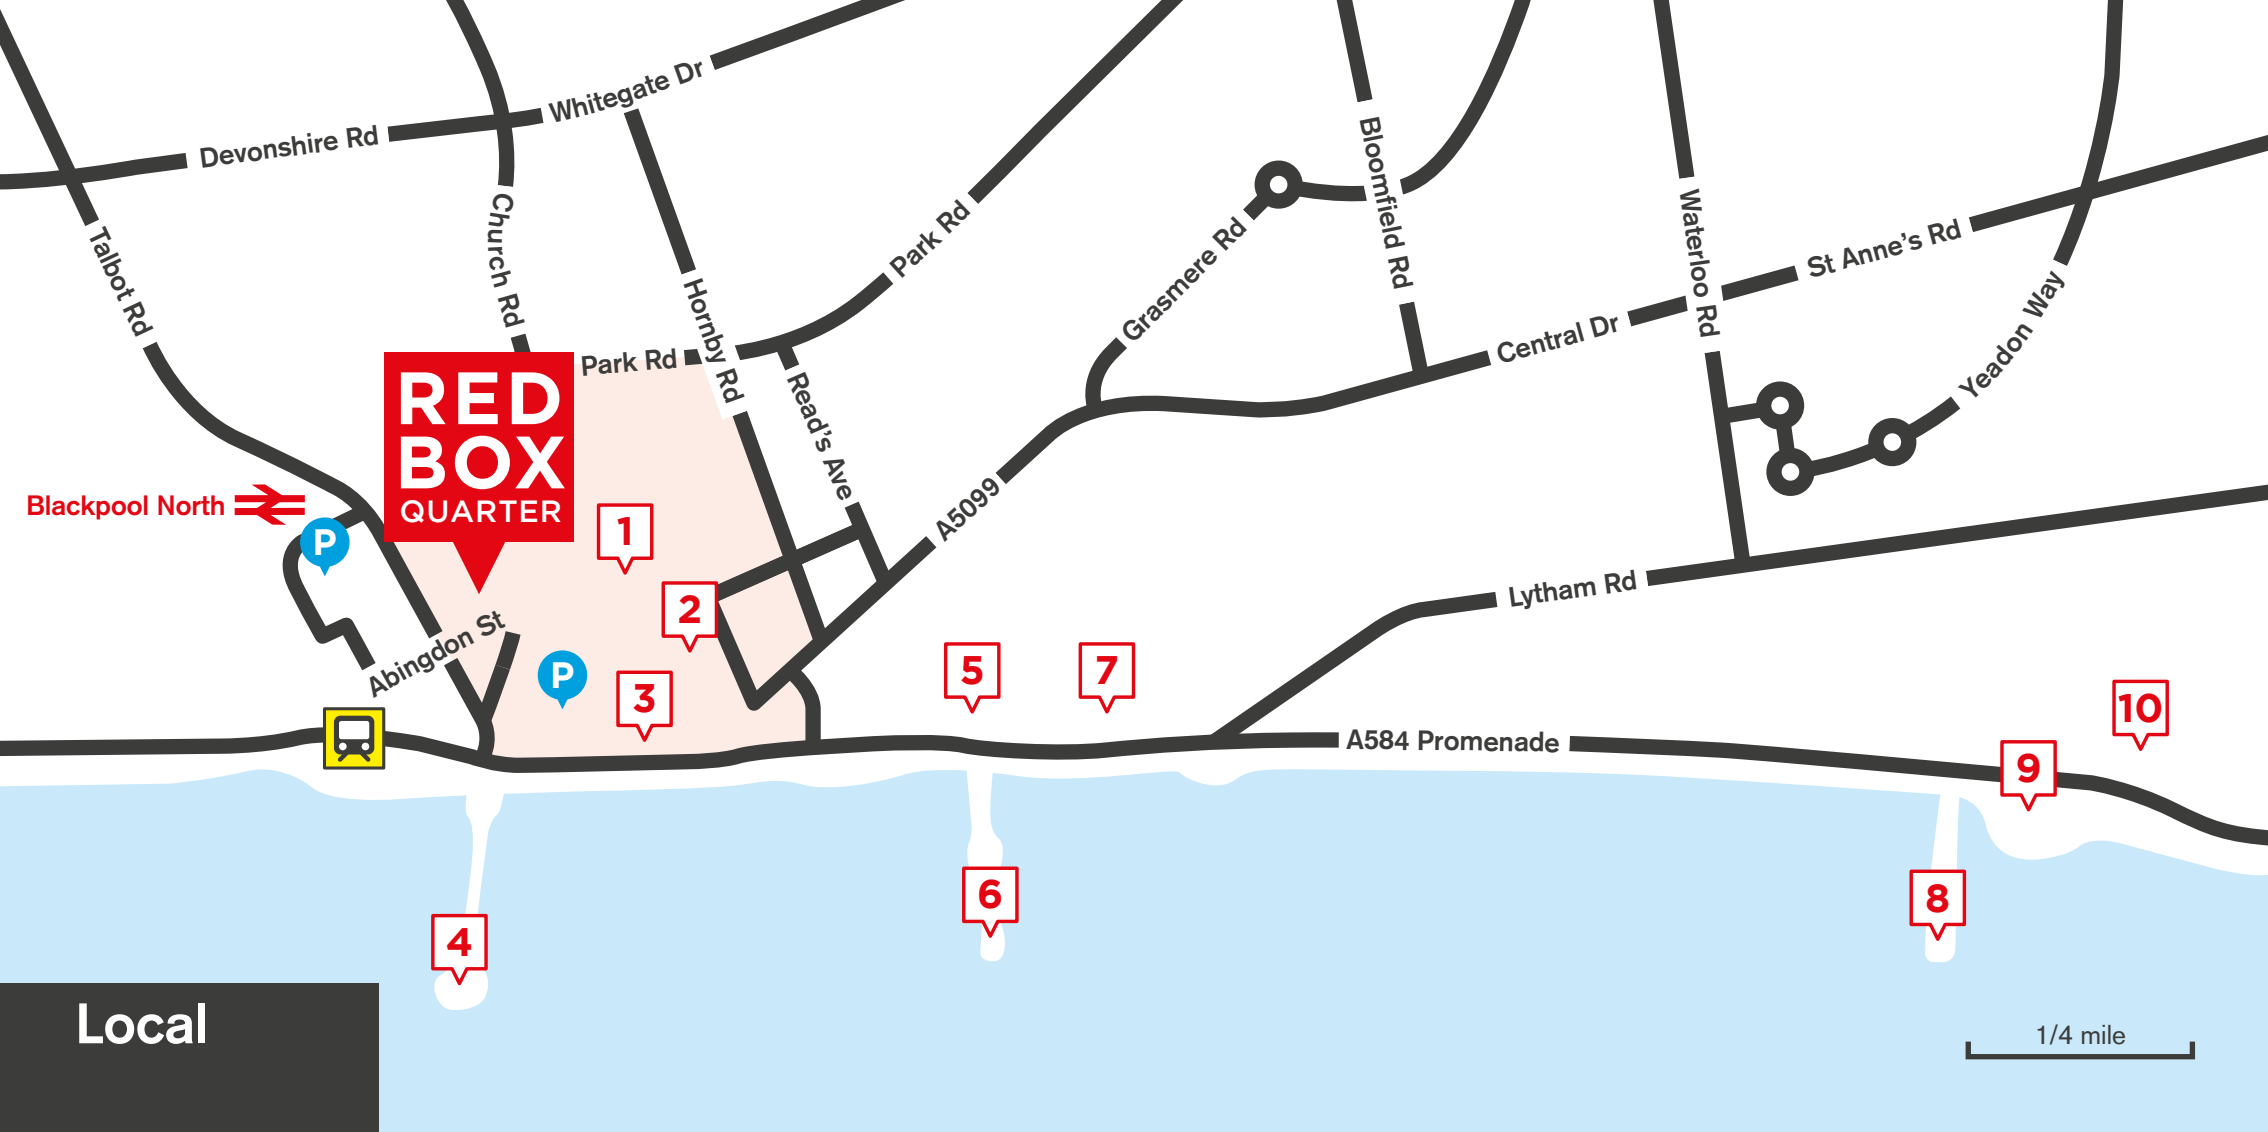 Whitegate Dr
Devonshire Rd
Church Rd
Talbot Rd
Park Rd
Hornby Rd
Park Rd
Read's Ave
Grasmere Rd
Bloomfield Rd
Waterloo Rd
St Anne's Rd
Central Dr
Yeadon Way
A5099
RED
BOX
QUARTER
Blackpool North
P
1
2
Abingdon St
P
3
5
7
Lytham Rd
A584 Promenade
10
9
4
6
8
Local
1/4 mile